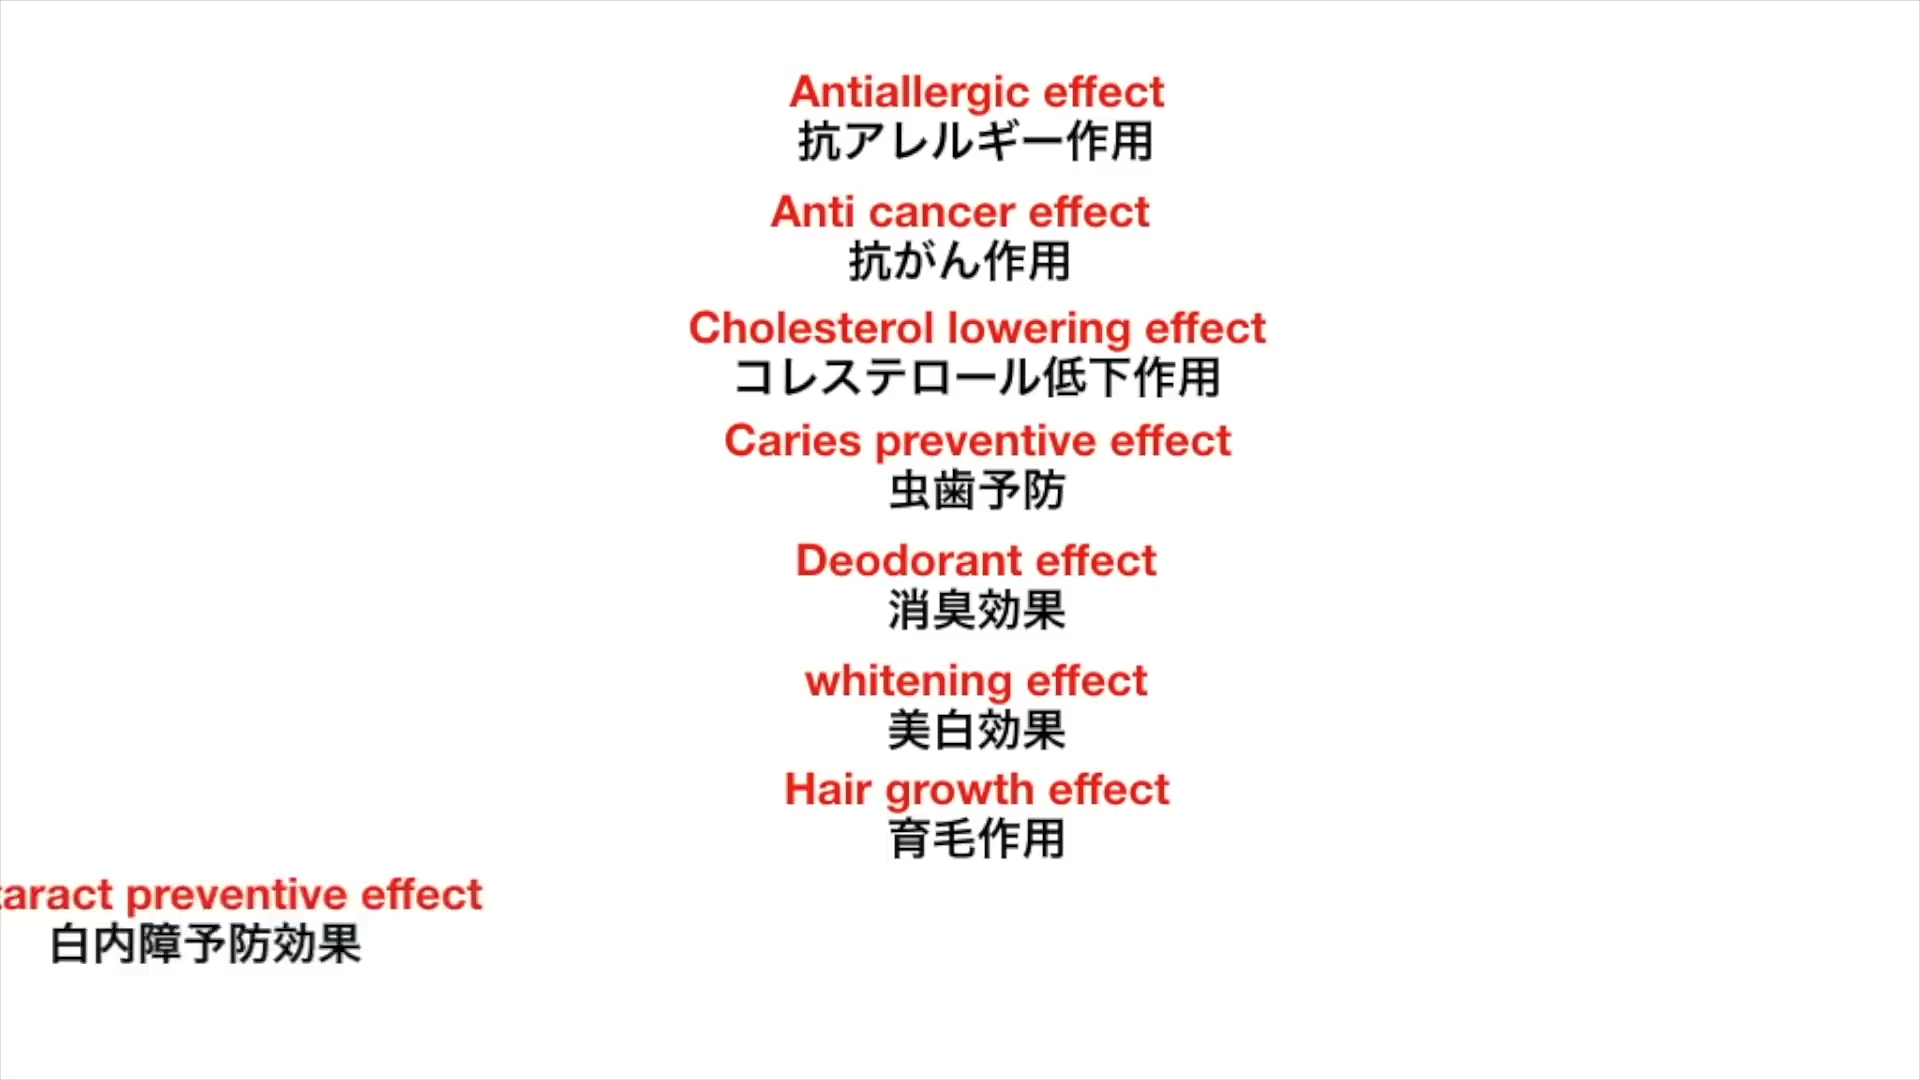 Antiallergic effect
抗アレルギー作用
Anti cancer effect
抗がん作用
Cholesterol lowering effect
コレステロール低下作用
Caries preventive effect
虫歯予防
Deodorant effect
消臭効果
whitening effect
美白効果
Hair growth effect
育毛作用
preventive effect
白内障予防効果